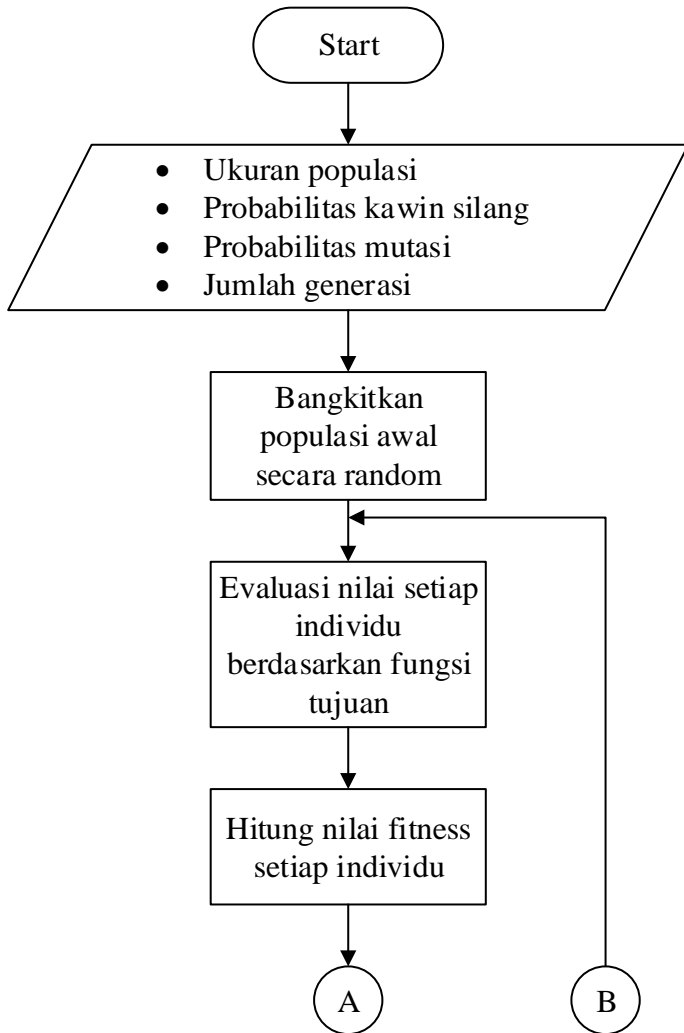 Start
• Ukuran populasi
• Probabilitas kawin silang
• Probabilitas mutasi
• Jumlah generasi
Bangkitkan
populasi awal
secara random
Evaluasi nilai setiap
individu
berdasarkan fungsi
tujuan
Hitung nilai fitness
setiap individu
A
B